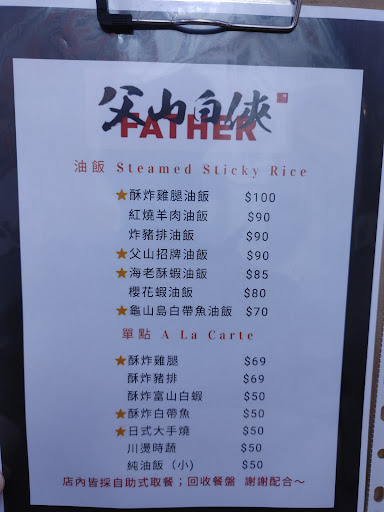 父山自慢
FATHER
油飯 Steamed Sticky Rice
★酥炸雞腿油飯 $100
紅燒羊肉油飯 $90
炸豬排油飯 $90
★父山招牌油飯 $90
★海老酥蝦油飯 $85
櫻花蝦油飯 $80
★龜山島白帶魚油飯 $70
單點 A La Carte
★酥炸雞腿 $69
酥炸豬排 $69
酥炸富山白蝦 $50
★酥炸白帶魚 $50
★日式大手燒 $50
川燙時蔬 $50
純油飯(小) $50
店內皆採自助式取餐；回收餐盤 謝謝配合～